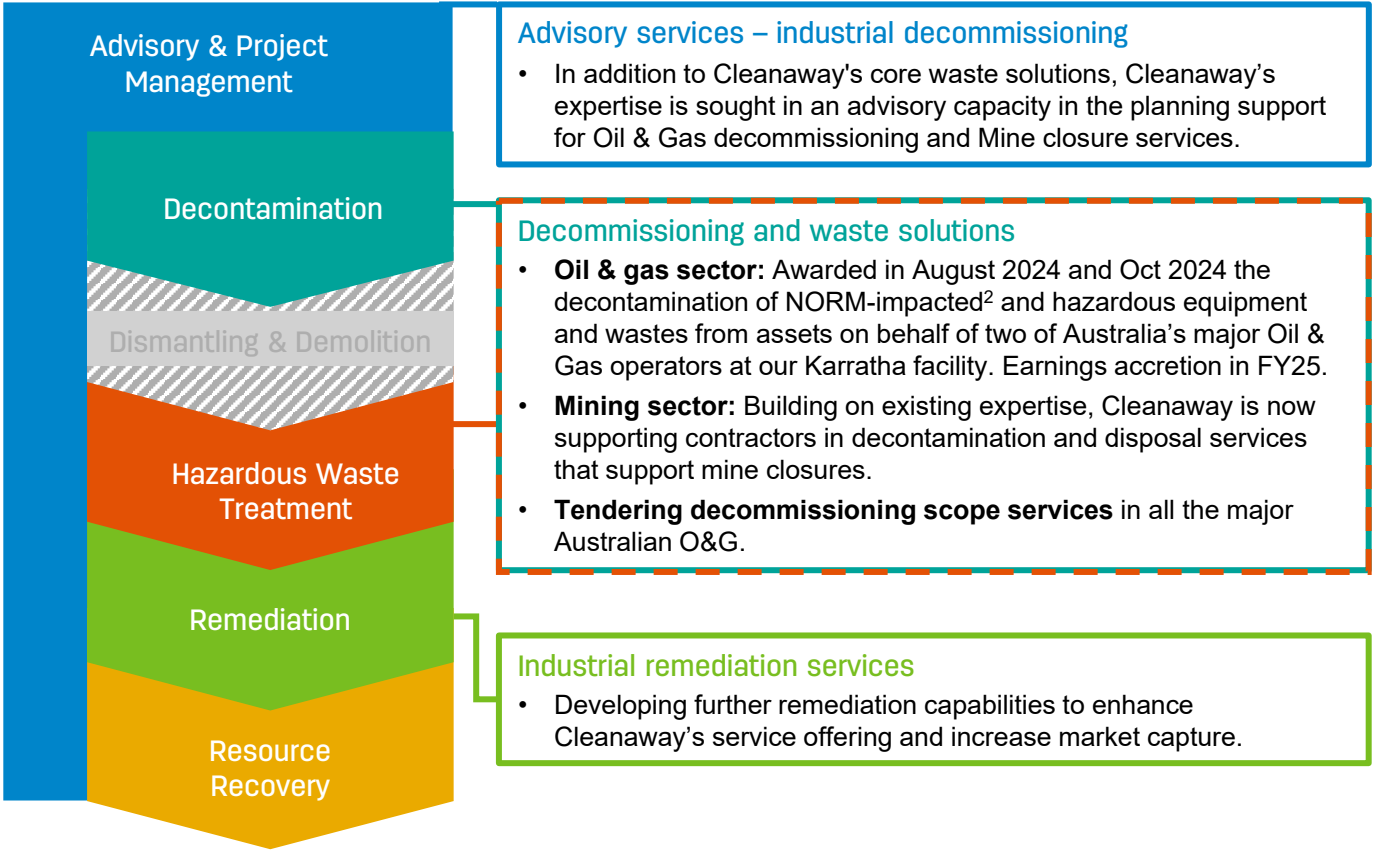 Advisory & Project
Management
Decontamination
Dismantling & Demolition
Hazardous Waste
Treatment
Remediation
Resource
Recovery
Advisory services – industrial decommissioning
• In addition to Cleanaway's core waste solutions, Cleanaway’s
expertise is sought in an advisory capacity in the planning support
for Oil & Gas decommissioning and Mine closure services.
Decommissioning and waste solutions
• Oil & gas sector: Awarded in August 2024 and Oct 2024 the
decontamination of NORM-impacted2 and hazardous equipment
and wastes from assets on behalf of two of Australia’s major Oil &
Gas operators at our Karratha facility. Earnings accretion in FY25.
• Mining sector: Building on existing expertise, Cleanaway is now
supporting contractors in decontamination and disposal services
that support mine closures.
• Tendering decommissioning scope services in all the major
Australian O&G.
Industrial remediation services
• Developing further remediation capabilities to enhance
Cleanaway’s service offering and increase market capture.